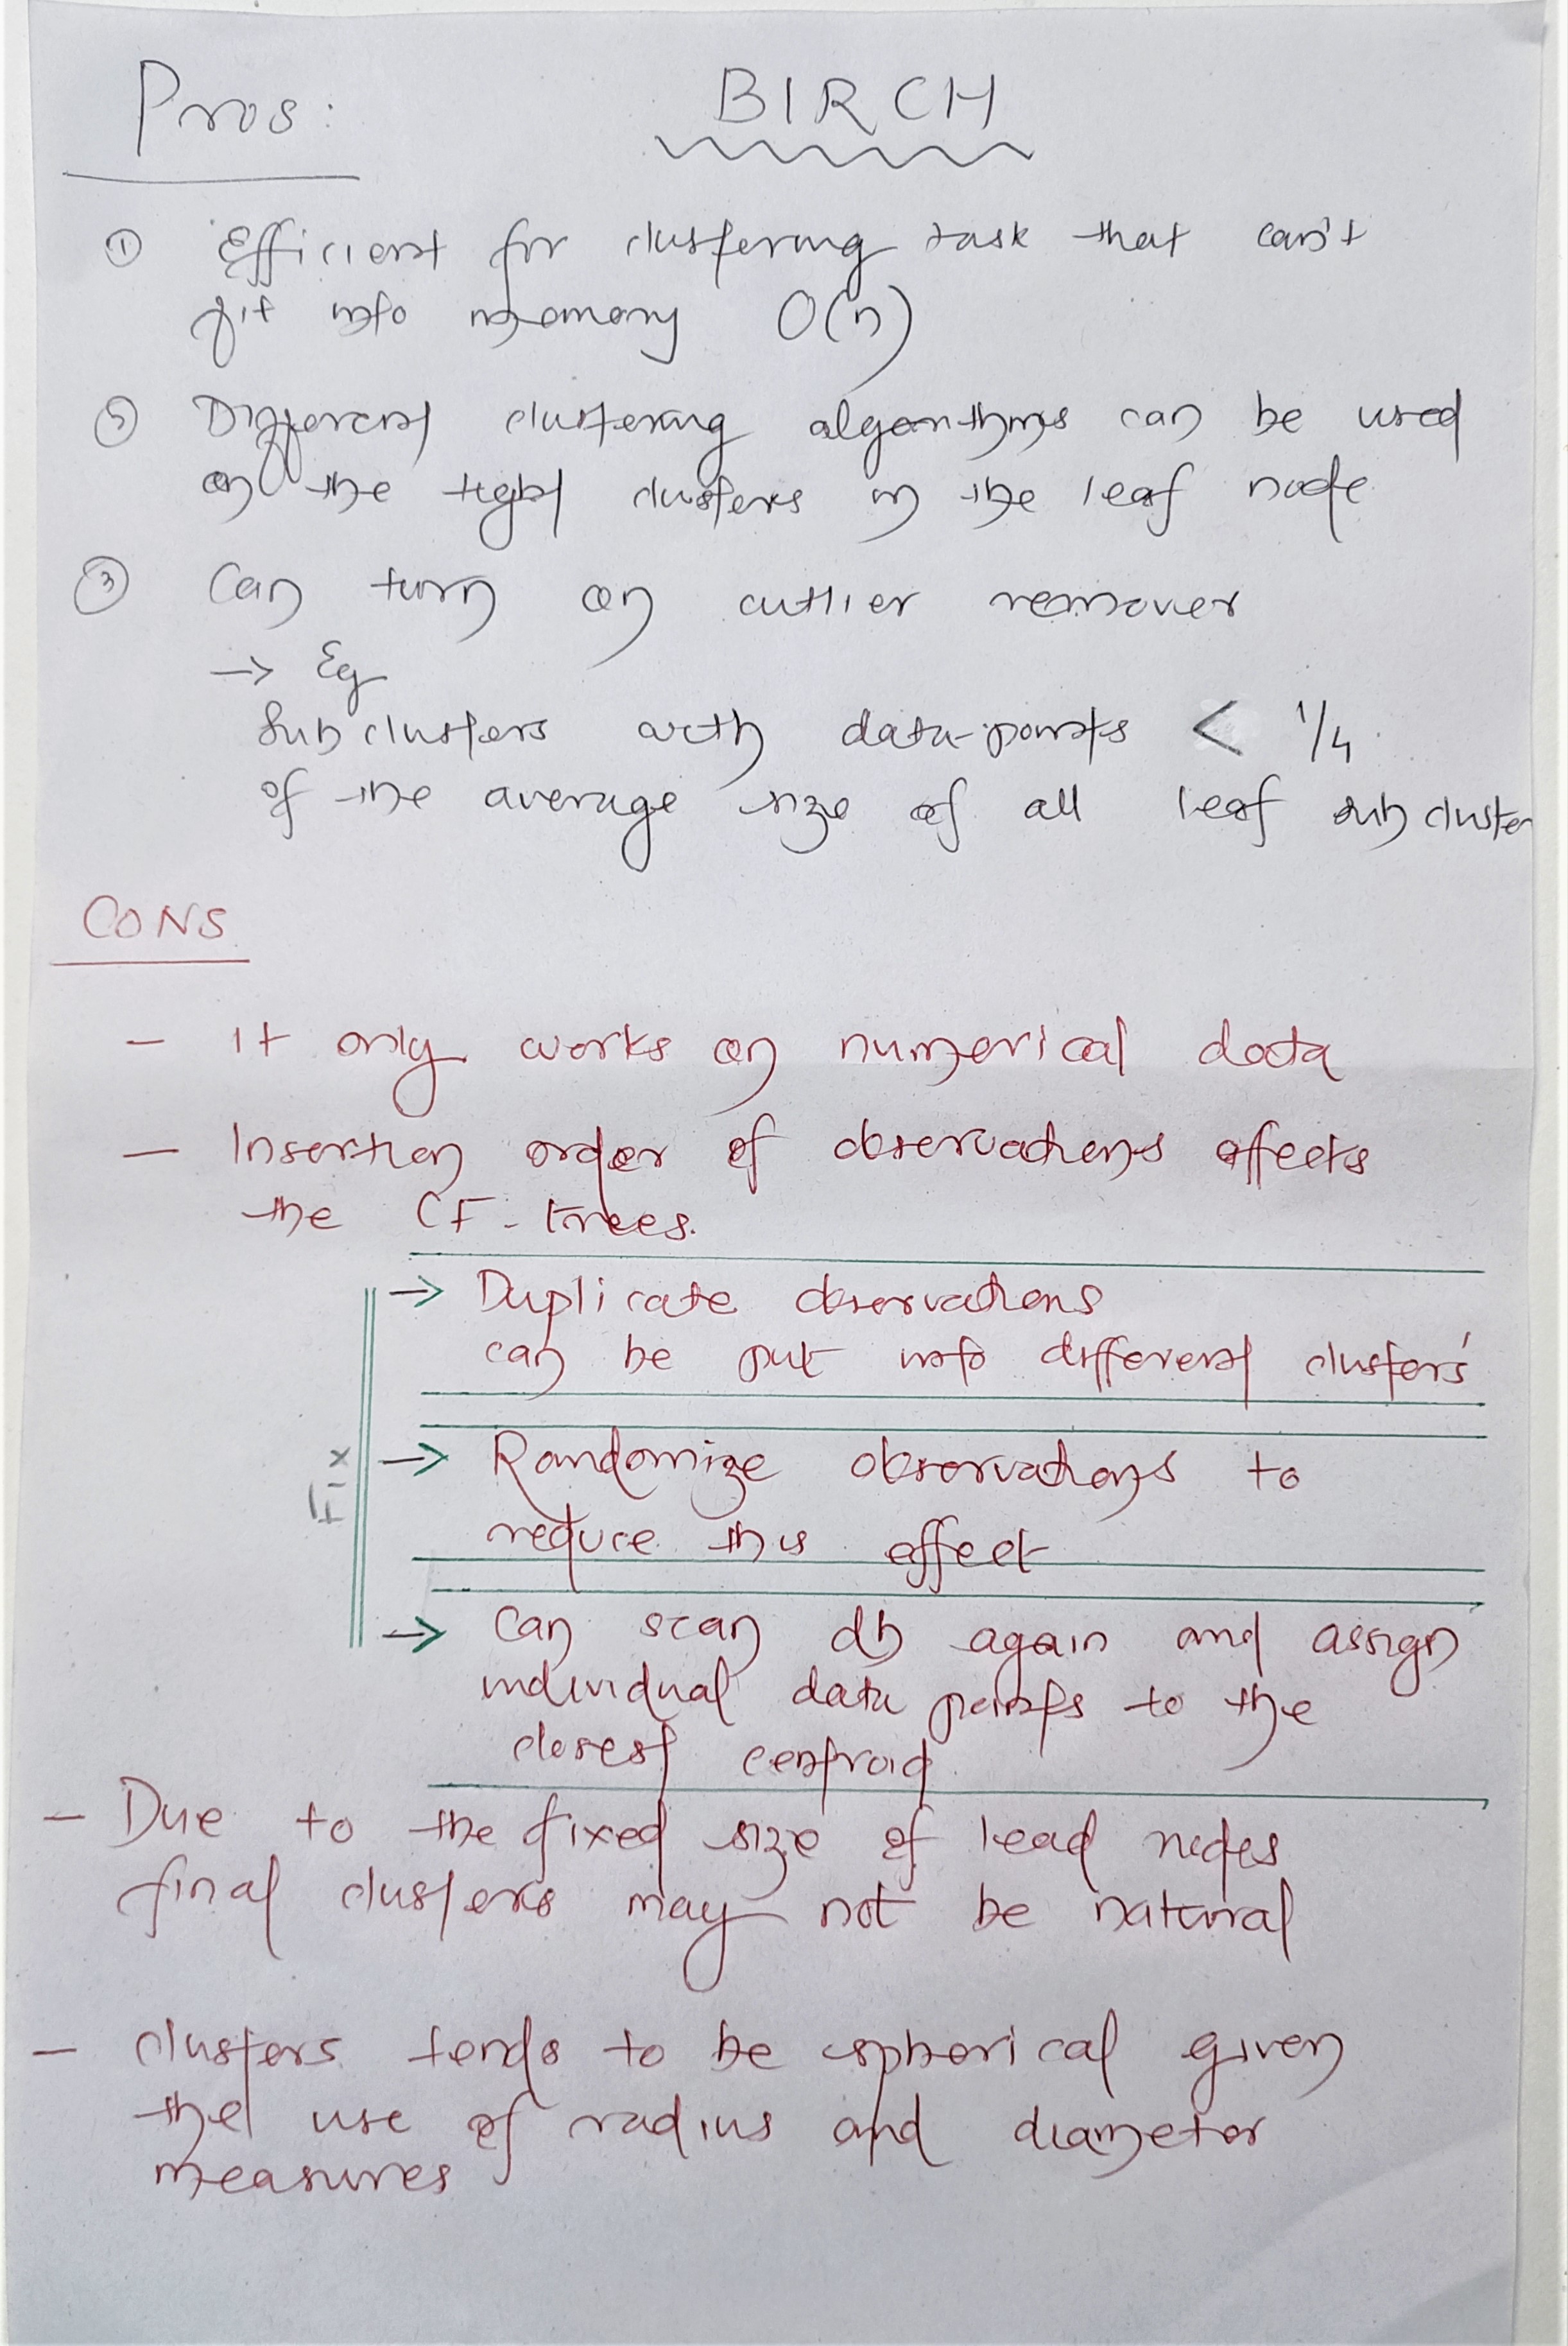 Pros:
BIRCH
① Efficient for clustering task that can't
fit into memory O(n)
② Different clustering algorithms can be used
on the tight clusters in the leaf node
③ Can turn on outlier remover
→ Eg
Sub clusters with data-points < 1/4
of the average size of all leaf sub cluster
CONS
- It only works on numerical data
- Insertion order of observations affects
the CF-trees.
→ Duplicate observations
can be put into different clusters'
Fix
→ Randomize observations to
reduce this effect
→ Can scan db again and assign
individual data points to the
closest centroid.
- Due to the fixed size of lead nodes
final clusters may not be natural
- clusters tends to be spherical given
the use of radius and diameter
measures